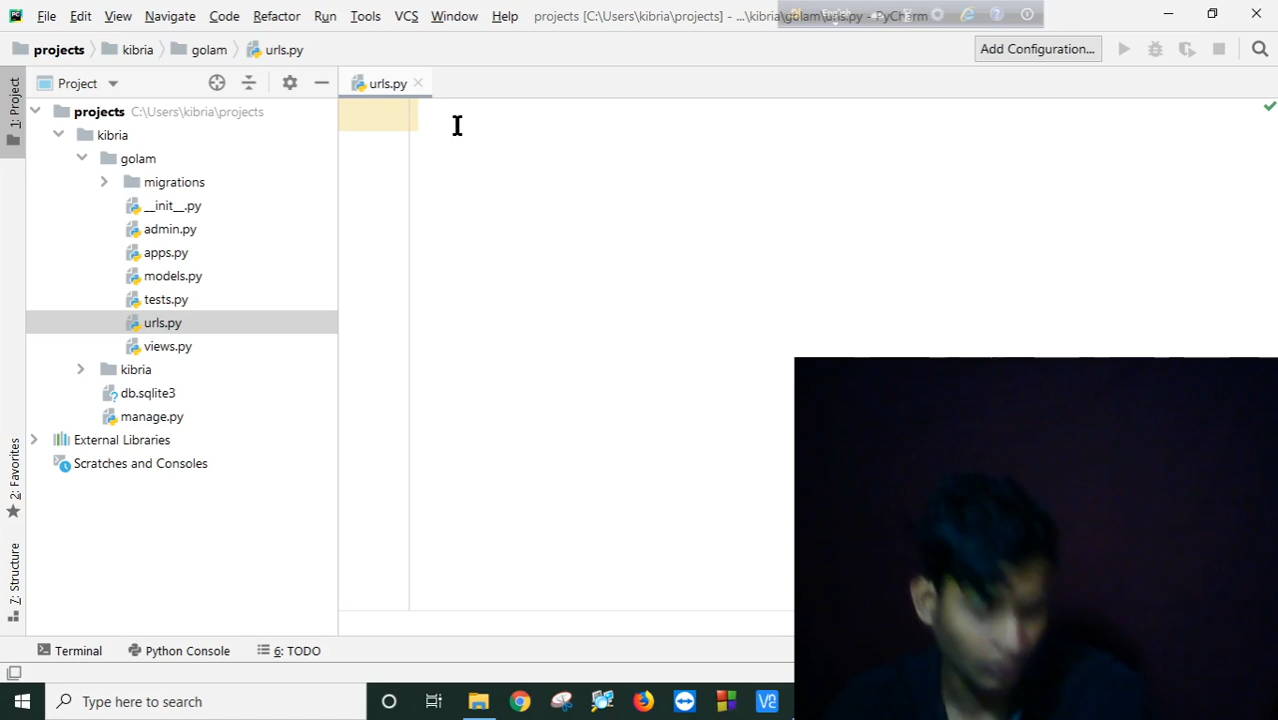 File Edit View Navigate Code Refactor Run Tools VCS Window Help projects [C:\Users\kibria\projects] - ...\kibria\golam\urls.py - PyCharm
projects kibria golam urls.py Add Configuration...
1: Project
Project
urls.py
projects C:\Users\kibria\projects
kibria
golam
migrations
__init__.py
admin.py
apps.py
models.py
tests.py
urls.py
views.py
kibria
db.sqlite3
manage.py
External Libraries
Scratches and Consoles
2: Favorites
7: Structure
Terminal Python Console 6: TODO
Type here to search